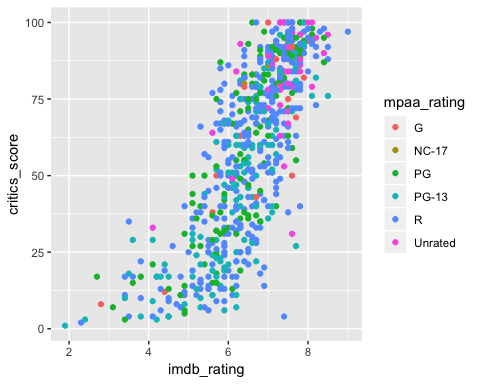 100
75
50
25
0
critics_score
2
4
6
8
imdb_rating
mpaa_rating
G
NC-17
PG
PG-13
R
Unrated